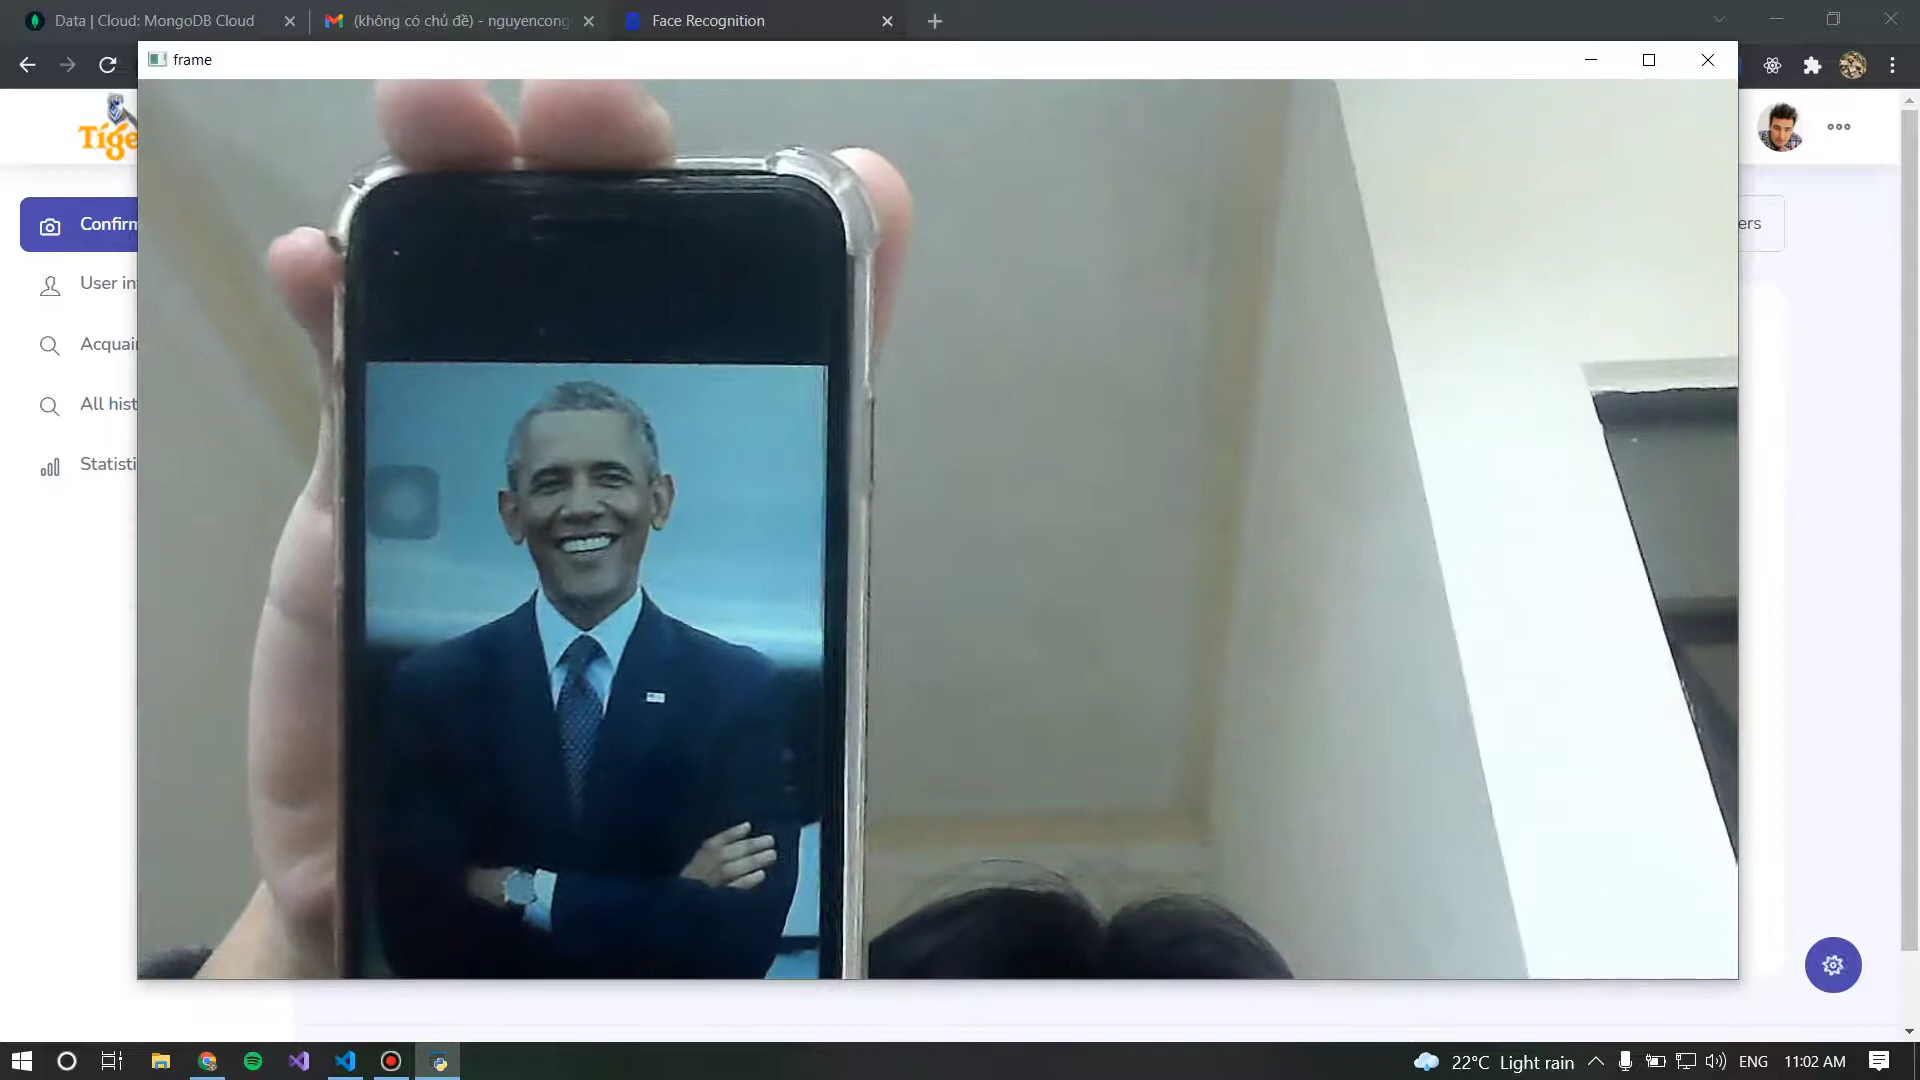 Data | Cloud: MongoDB Cloud
(không có chủ đề) - nguyencong
Face Recognition
frame
Tige
Confirm
User in
Acquain
All hist
Statisti
ers
22°C Light rain
ENG
11:02 AM